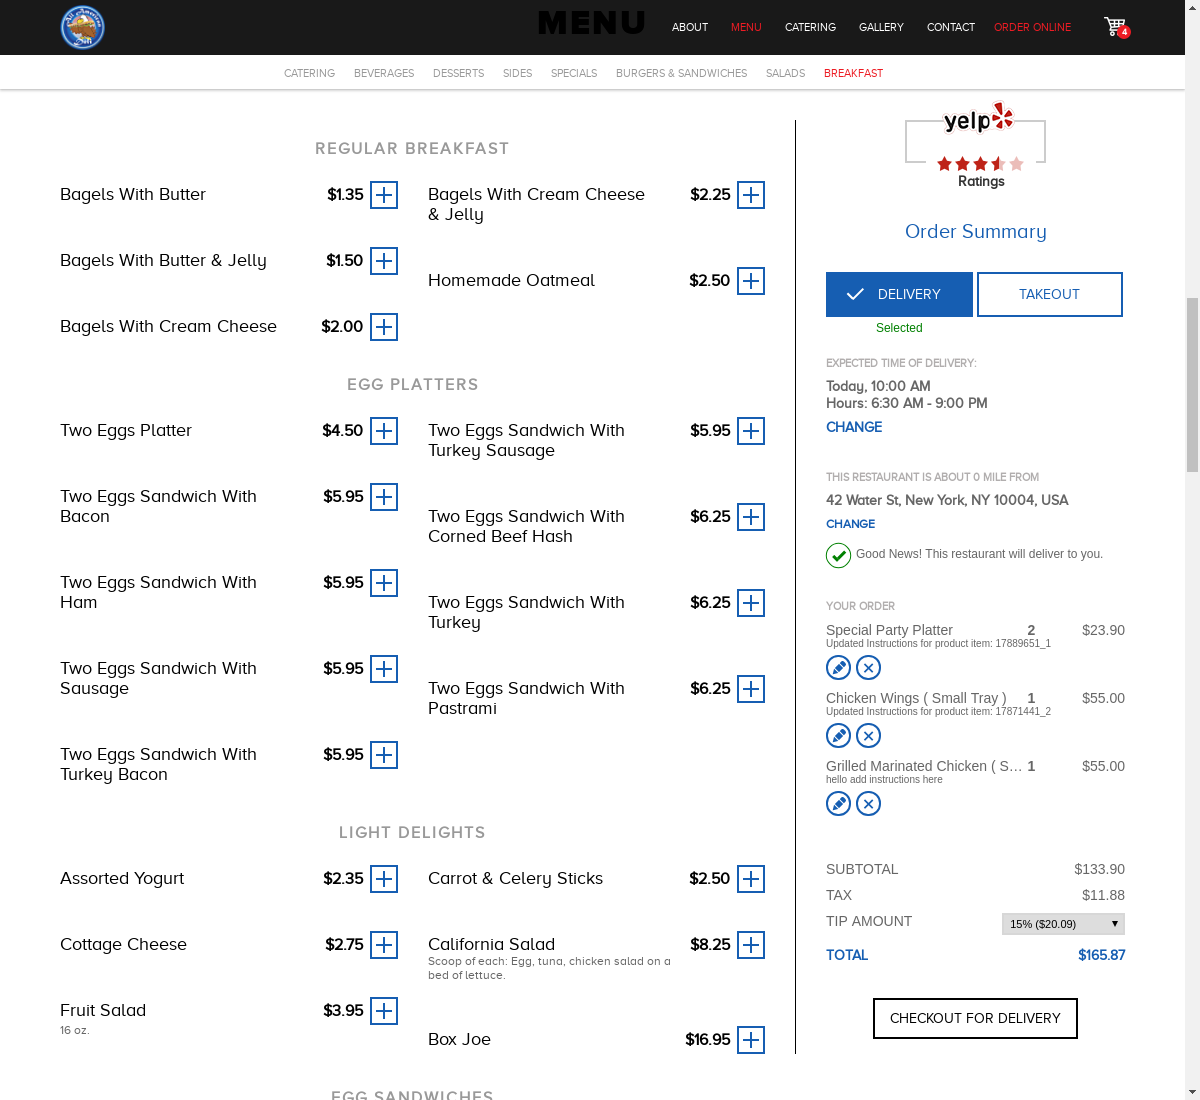 All American
Deli
MENU
ABOUT
MENU
CATERING
GALLERY
CONTACT
ORDER ONLINE
4
CATERING
BEVERAGES
DESSERTS
SIDES
SPECIALS
BURGERS & SANDWICHES
SALADS
BREAKFAST
REGULAR BREAKFAST
Bagels With Butter
$1.35
Bagels With Butter & Jelly
$1.50
Bagels With Cream Cheese
$2.00
Bagels With Cream Cheese
& Jelly
$2.25
Homemade Oatmeal
$2.50
EGG PLATTERS
Two Eggs Platter
$4.50
Two Eggs Sandwich With
Bacon
$5.95
Two Eggs Sandwich With
Ham
$5.95
Two Eggs Sandwich With
Sausage
$5.95
Two Eggs Sandwich With
Turkey Bacon
$5.95
Two Eggs Sandwich With
Turkey Sausage
$5.95
Two Eggs Sandwich With
Corned Beef Hash
$6.25
Two Eggs Sandwich With
Turkey
$6.25
Two Eggs Sandwich With
Pastrami
$6.25
LIGHT DELIGHTS
Assorted Yogurt
$2.35
Cottage Cheese
$2.75
Fruit Salad
$3.95
16 oz.
Carrot & Celery Sticks
$2.50
California Salad
$8.25
Scoop of each: Egg, tuna, chicken salad on a
bed of lettuce.
Box Joe
$16.95
EGG SANDWICHES
yelp
Ratings
Order Summary
DELIVERY
TAKEOUT
Selected
EXPECTED TIME OF DELIVERY:
Today, 10:00 AM
Hours: 6:30 AM - 9:00 PM
CHANGE
THIS RESTAURANT IS ABOUT 0 MILE FROM
42 Water St, New York, NY 10004, USA
CHANGE
Good News! This restaurant will deliver to you.
YOUR ORDER
Special Party Platter 2 $23.90
Updated Instructions for product item: 17889651_1
Chicken Wings ( Small Tray ) 1 $55.00
Updated Instructions for product item: 17871441_2
Grilled Marinated Chicken ( S… 1 $55.00
hello add instructions here
SUBTOTAL $133.90
TAX $11.88
TIP AMOUNT 15% ($20.09)
TOTAL $165.87
CHECKOUT FOR DELIVERY